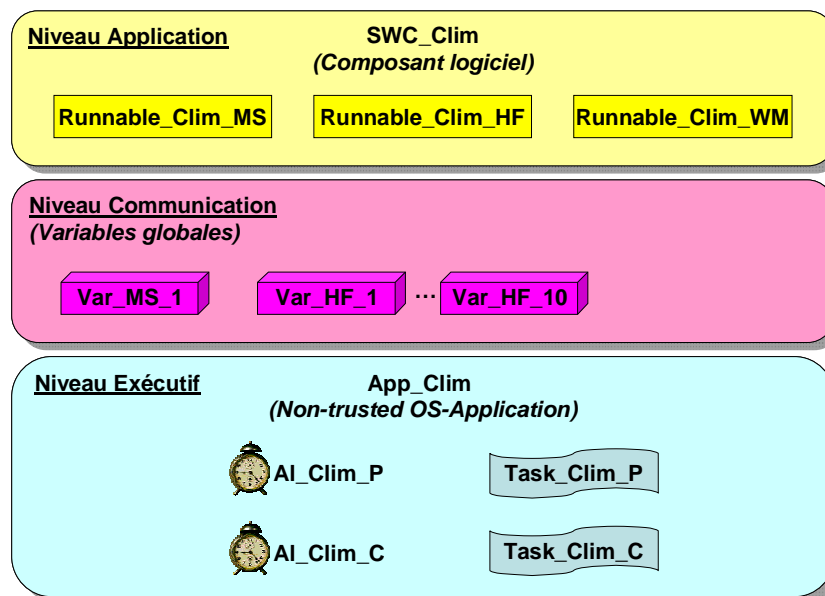 Niveau Application
SWC_Clim
(Composant logiciel)
Runnable_Clim_MS
Runnable_Clim_HF
Runnable_Clim_WM
Niveau Communication
(Variables globales)
Var_MS_1
Var_HF_1
...
Var_HF_10
Niveau Exécutif
App_Clim
(Non-trusted OS-Application)
Al_Clim_P
Task_Clim_P
Al_Clim_C
Task_Clim_C